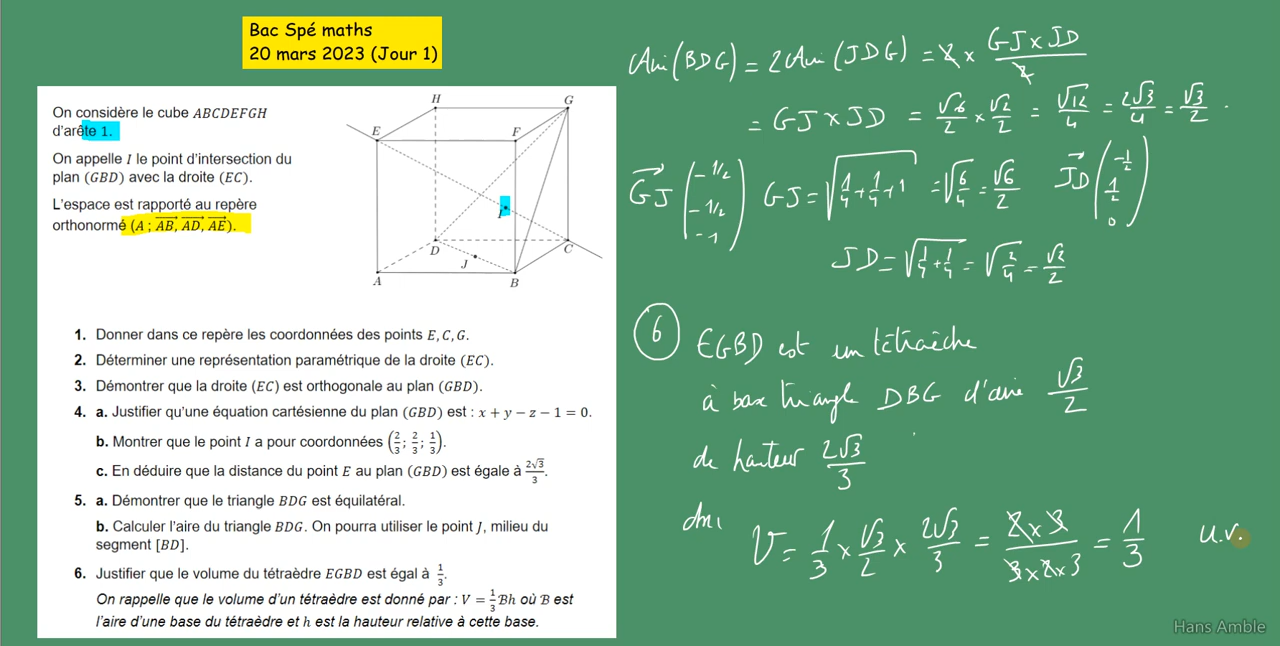 Bac Spé maths
20 mars 2023 (Jour 1)
On considère le cube ABCDEFGH
d'arête 1.
On appelle I le point d'intersection du
plan (GBD) avec la droite (EC).
L'espace est rapporté au repère
orthonormé (A ; \overrightarrow{AB}, \overrightarrow{AD}, \overrightarrow{AE}).
H G
E F
I
D C
J
A B
1. Donner dans ce repère les coordonnées des points E, C, G.
2. Déterminer une représentation paramétrique de la droite (EC).
3. Démontrer que la droite (EC) est orthogonale au plan (GBD).
4. a. Justifier qu'une équation cartésienne du plan (GBD) est : x + y − z − 1 = 0.
b. Montrer que le point I a pour coordonnées (2/3 ; 2/3 ; 1/3).
c. En déduire que la distance du point E au plan (GBD) est égale à 2√3/3.
5. a. Démontrer que le triangle BDG est équilatéral.
b. Calculer l'aire du triangle BDG. On pourra utiliser le point J, milieu du
segment [BD].
6. Justifier que le volume du tétraèdre EGBD est égal à 1/3.
On rappelle que le volume d'un tétraèdre est donné par : V = 1/3 Bh où B est
l'aire d'une base du tétraèdre et h est la hauteur relative à cette base.
Aire(BDG) = 2 Aire(JDG) = 2 × (GJ × JD)/2
= GJ × JD = √6/2 × √2/2 = √12/4 = 2√3/4 = √3/2.
\overrightarrow{GJ} (−1/2 ; −1/2 ; −1) GJ = √(1/4 + 1/4 + 1) = √(6/4) = √6/2 \overrightarrow{JD} (−1/2 ; 1/2 ; 0)
JD = √(1/4 + 1/4) = √(2/4) = √2/2
6 EGBD est un tétraèdre
à base triangle DBG d'aire √3/2
de hauteur 2√3/3
donc V = 1/3 × √3/2 × 2√3/3 = (2 × 3)/(3 × 2 × 3) = 1/3 u.v.
Hans Amble